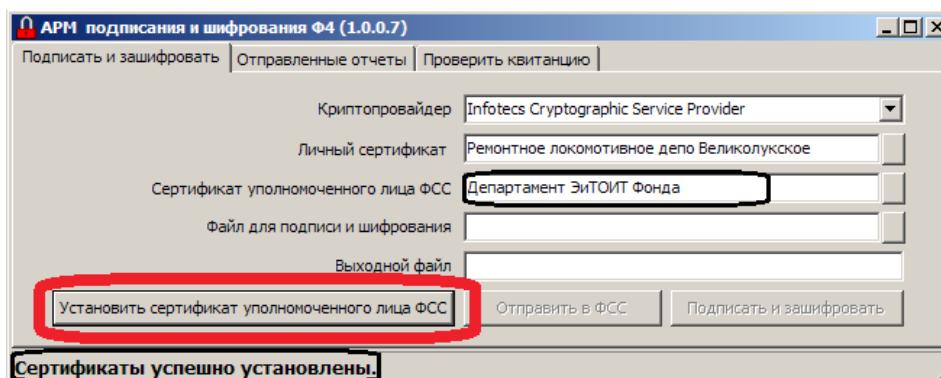 АРМ подписания и шифрования Ф4 (1.0.0.7)
Подписать и зашифровать Отправленные отчеты Проверить квитанцию
Криптопровайдер Infotecs Cryptographic Service Provider
Личный сертификат Ремонтное локомотивное депо Великолукское
Сертификат уполномоченного лица ФСС Департамент ЭиТОИТ Фонда
Файл для подписи и шифрования
Выходной файл
Установить сертификат уполномоченного лица ФСС Отправить в ФСС Подписать и зашифровать
Сертификаты успешно установлены.